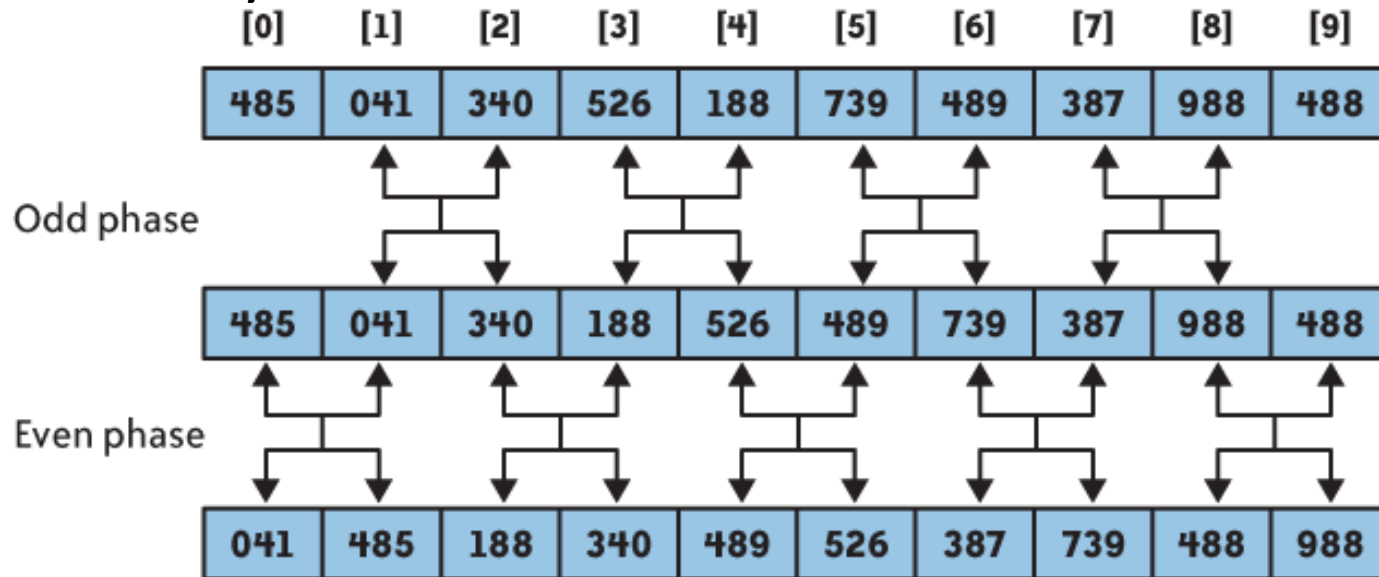 [0] [1] [2] [3] [4] [5] [6] [7] [8] [9]
485 041 340 526 188 739 489 387 988 488
Odd phase
485 041 340 188 526 489 739 387 988 488
Even phase
041 485 188 340 489 526 387 739 488 988